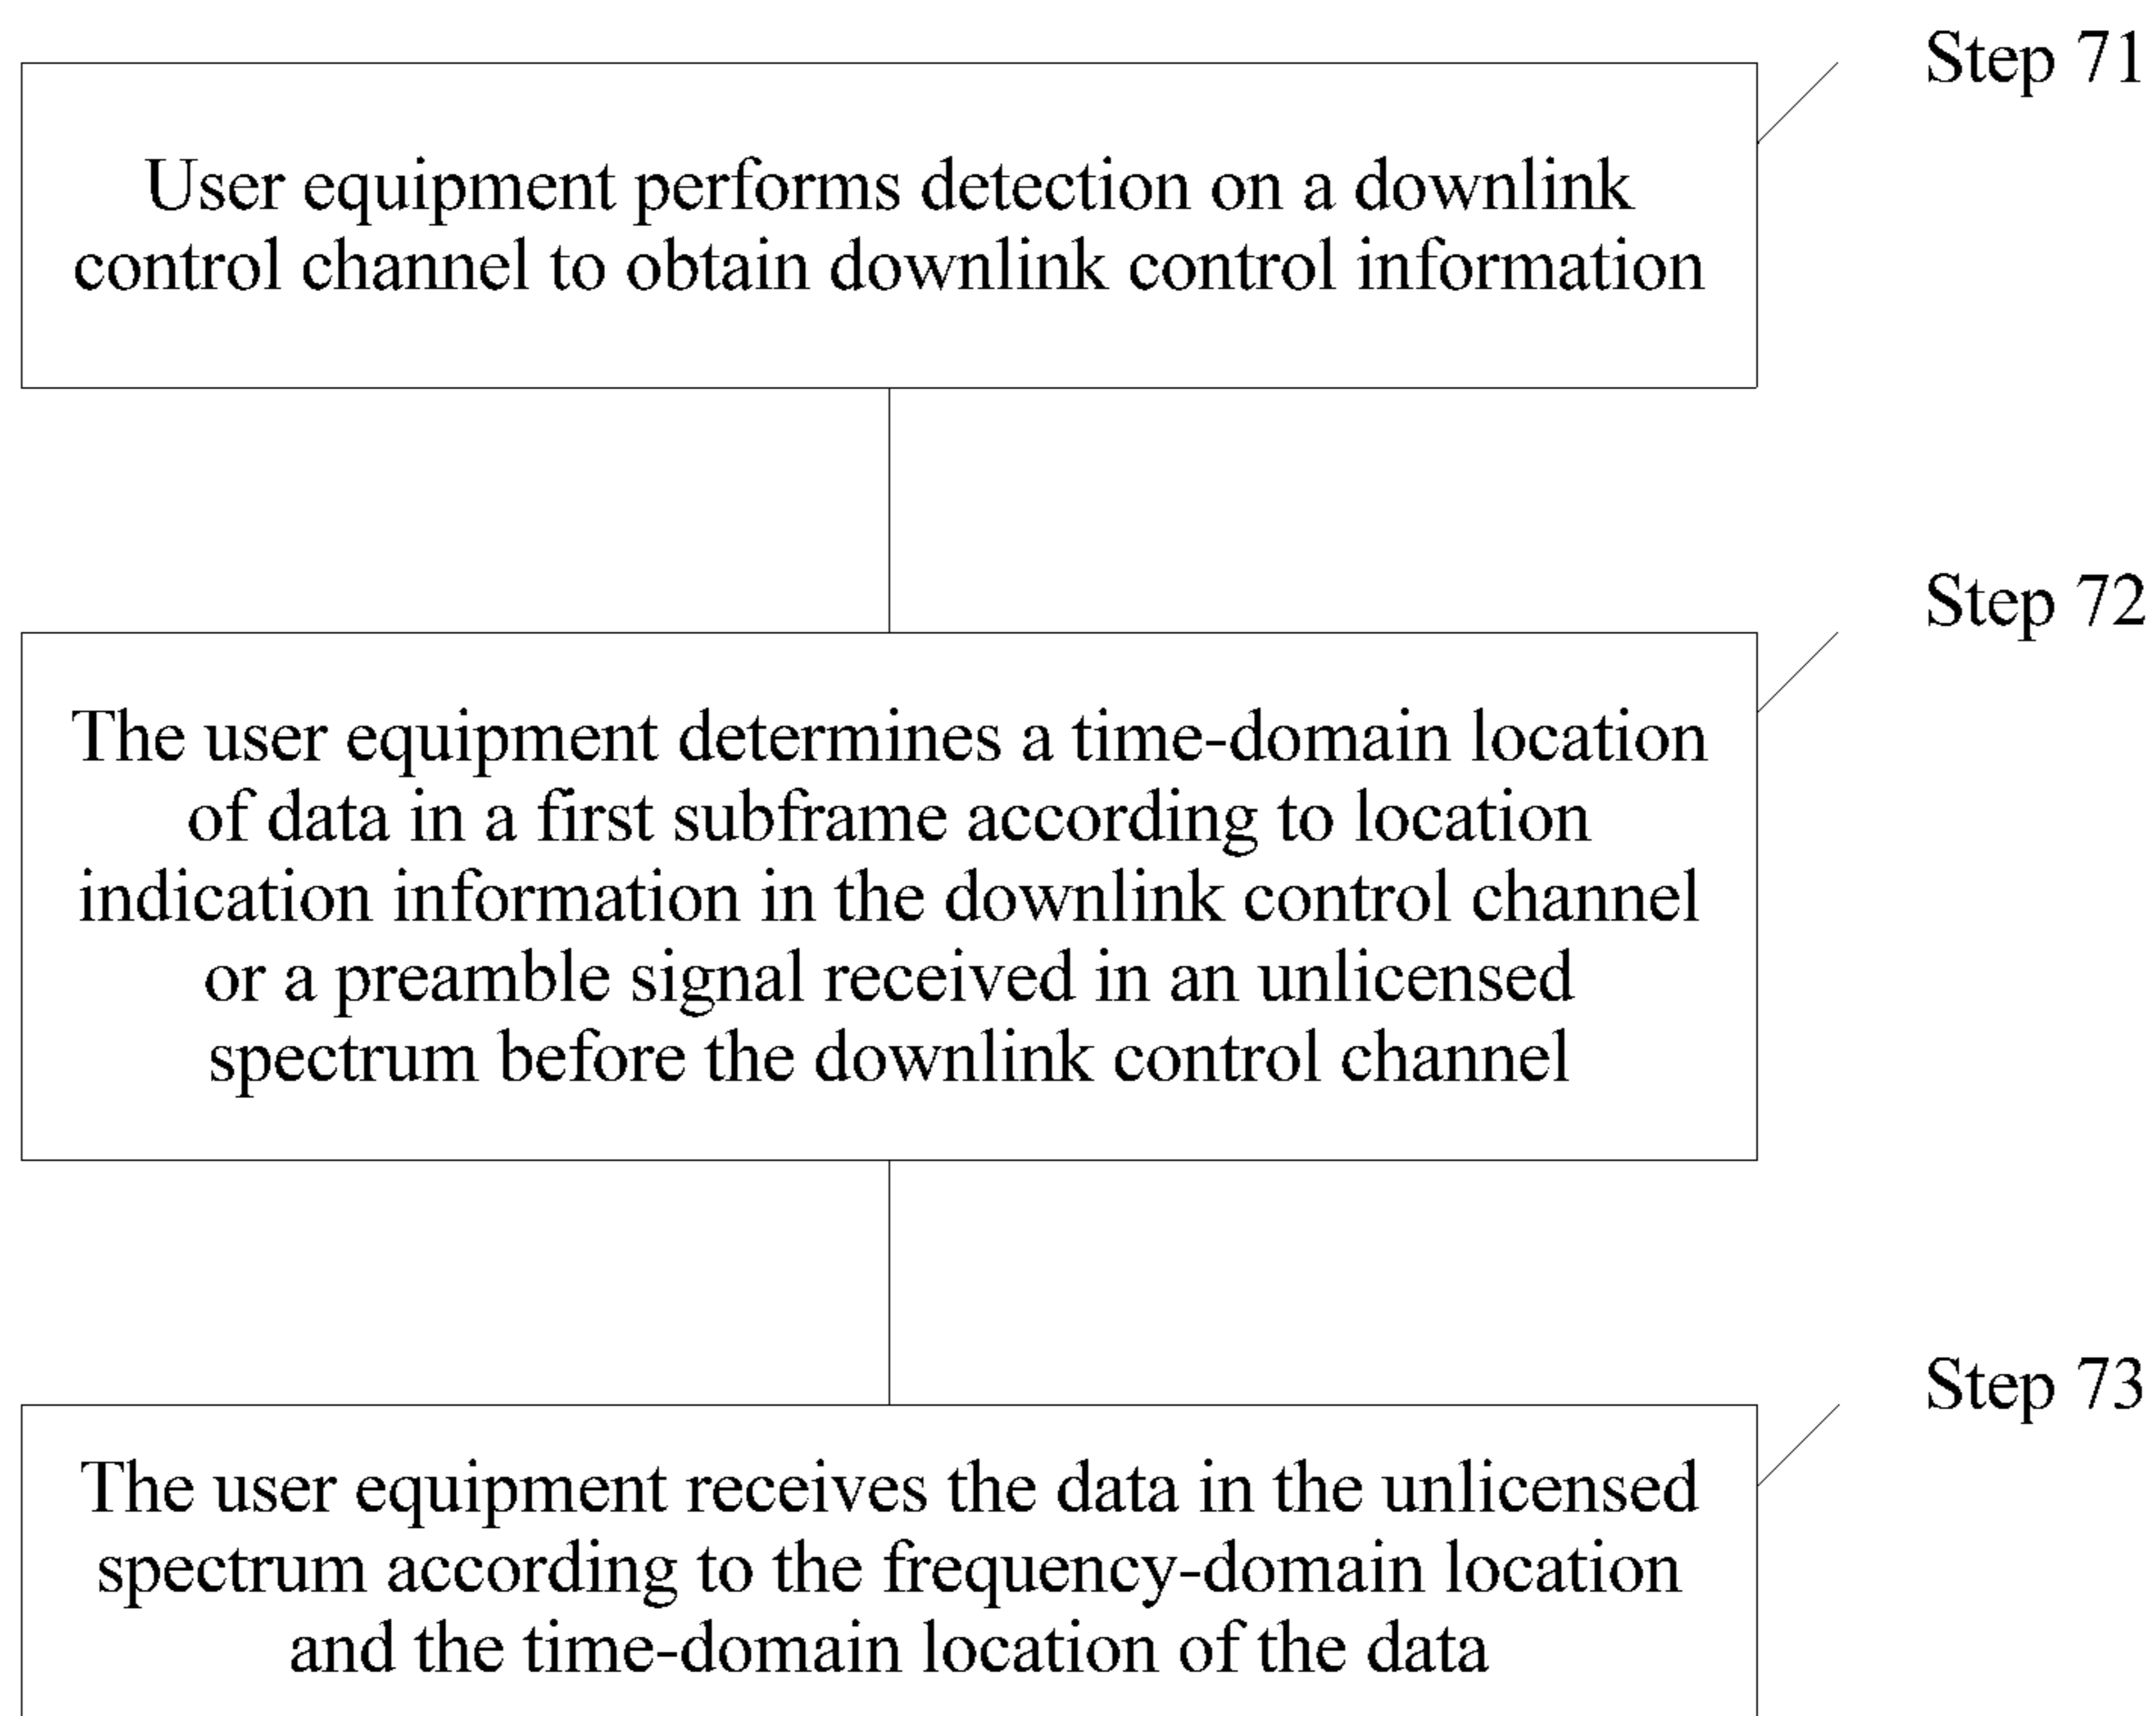 Step 71
User equipment performs detection on a downlink
control channel to obtain downlink control information
Step 72
The user equipment determines a time-domain location
of data in a first subframe according to location
indication information in the downlink control channel
or a preamble signal received in an unlicensed
spectrum before the downlink control channel
Step 73
The user equipment receives the data in the unlicensed
spectrum according to the frequency-domain location
and the time-domain location of the data